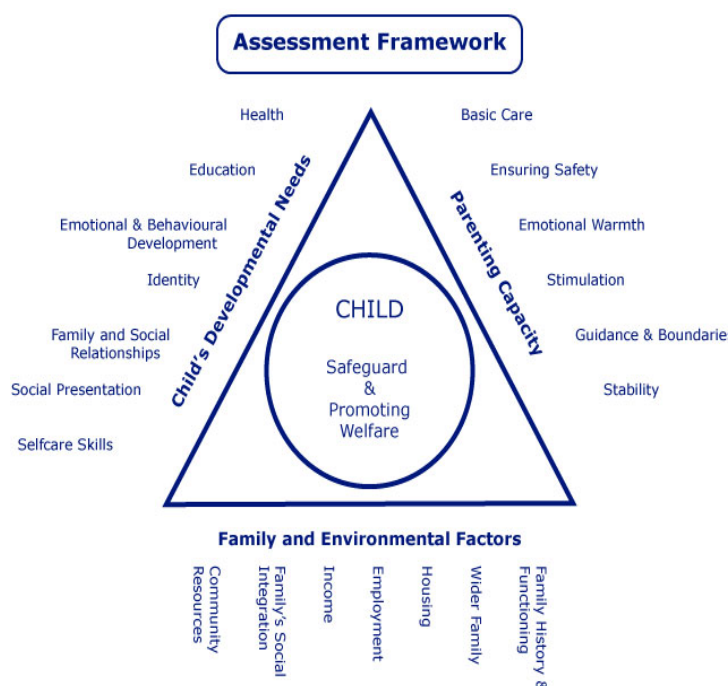 Assessment Framework
Health
Education
Emotional & Behavioural
Development
Identity
Family and Social
Relationships
Social Presentation
Selfcare Skills
Child's Developmental Needs
Basic Care
Ensuring Safety
Emotional Warmth
Stimulation
Guidance & Boundarie
Stability
Parenting Capacity
CHILD
Safeguard
&
Promoting
Welfare
Family and Environmental Factors
Community
Resources
Family's Social
Integration
Income
Employment
Housing
Wider Family
Family History &
Functioning